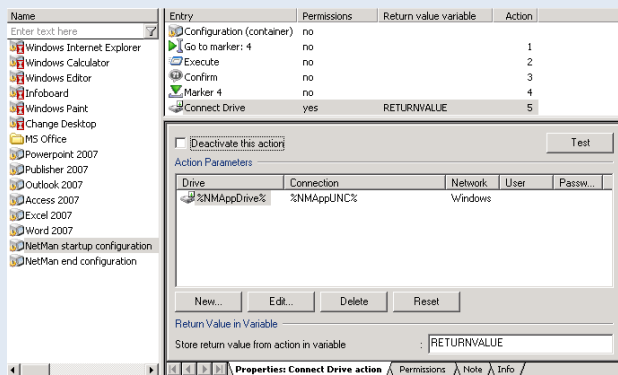 Name
Enter text here
Windows Internet Explorer
Windows Calculator
Windows Editor
Infoboard
Windows Paint
Change Desktop
MS Office
Powerpoint 2007
Publisher 2007
Outlook 2007
Access 2007
Excel 2007
Word 2007
NetMan startup configuration
NetMan end configuration
Entry Permissions Return value variable Action
Configuration (container) no
Go to marker: 4 no 1
Execute no 2
Confirm no 3
Marker 4 no 4
Connect Drive yes RETURNVALUE 5
Deactivate this action Test
Action Parameters
Drive Connection Network User Passw...
%NMAppDrive% %NMAppUNC% Windows
New... Edit... Delete Reset
Return Value in Variable
Store return value from action in variable : RETURNVALUE
Properties: Connect Drive action Permissions Note Info